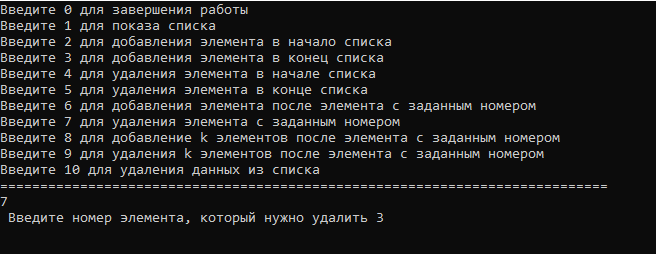 Введите 0 для завершения работы
Введите 1 для показа списка
Введите 2 для добавления элемента в начало списка
Введите 3 для добавления элемента в конец списка
Введите 4 для удаления элемента в начале списка
Введите 5 для удаления элемента в конце списка
Введите 6 для добавления элемента после элемента с заданным номером
Введите 7 для удаления элемента с заданным номером
Введите 8 для добавление k элементов после элемента с заданным номером
Введите 9 для удаления k элементов после элемента с заданным номером
Введите 10 для удаления данных из списка
============================================================================
7
Введите номер элемента, который нужно удалить 3